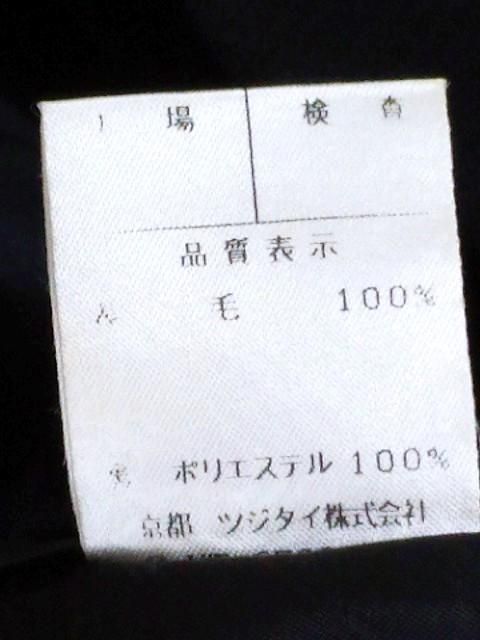 場 検査
品質表示
毛 100%
ポリエステル 100%
京都 ツジタイ株式会社